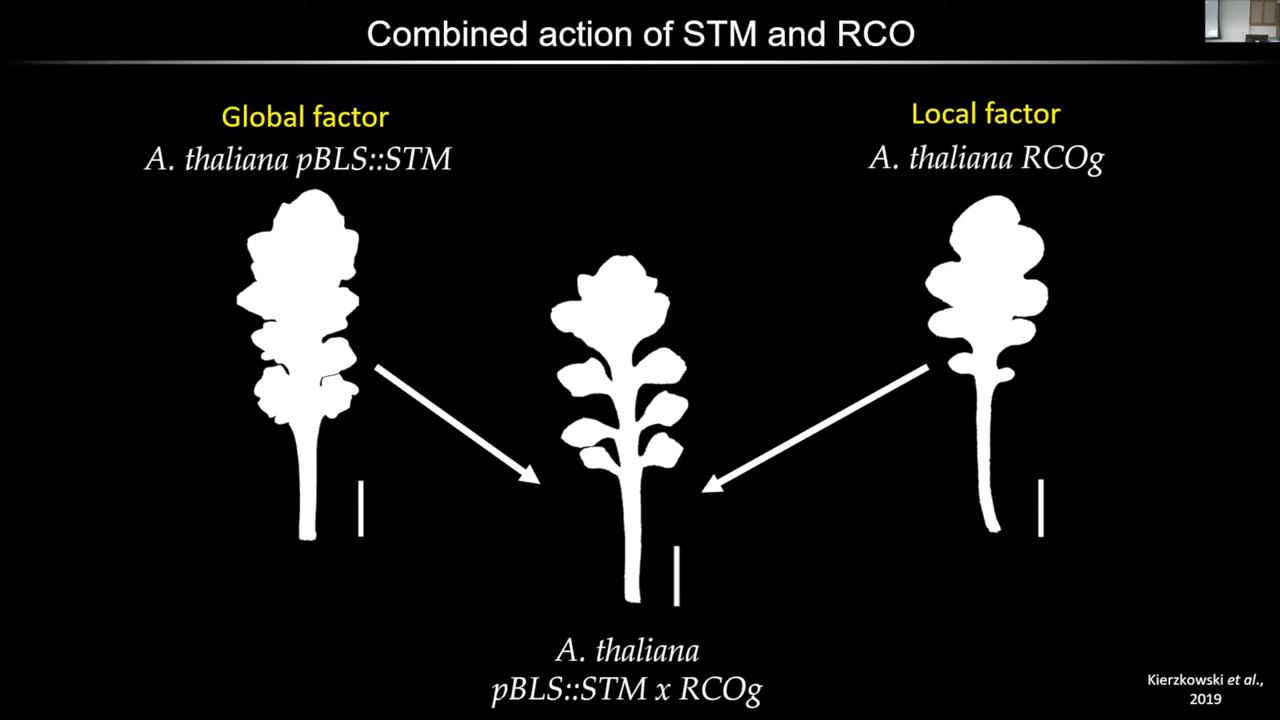 Combined action of STM and RCO
Global factor
A. thaliana pBLS::STM
Local factor
A. thaliana RCOg
A. thaliana
pBLS::STM x RCOg
Kierzkowski et al.,
2019